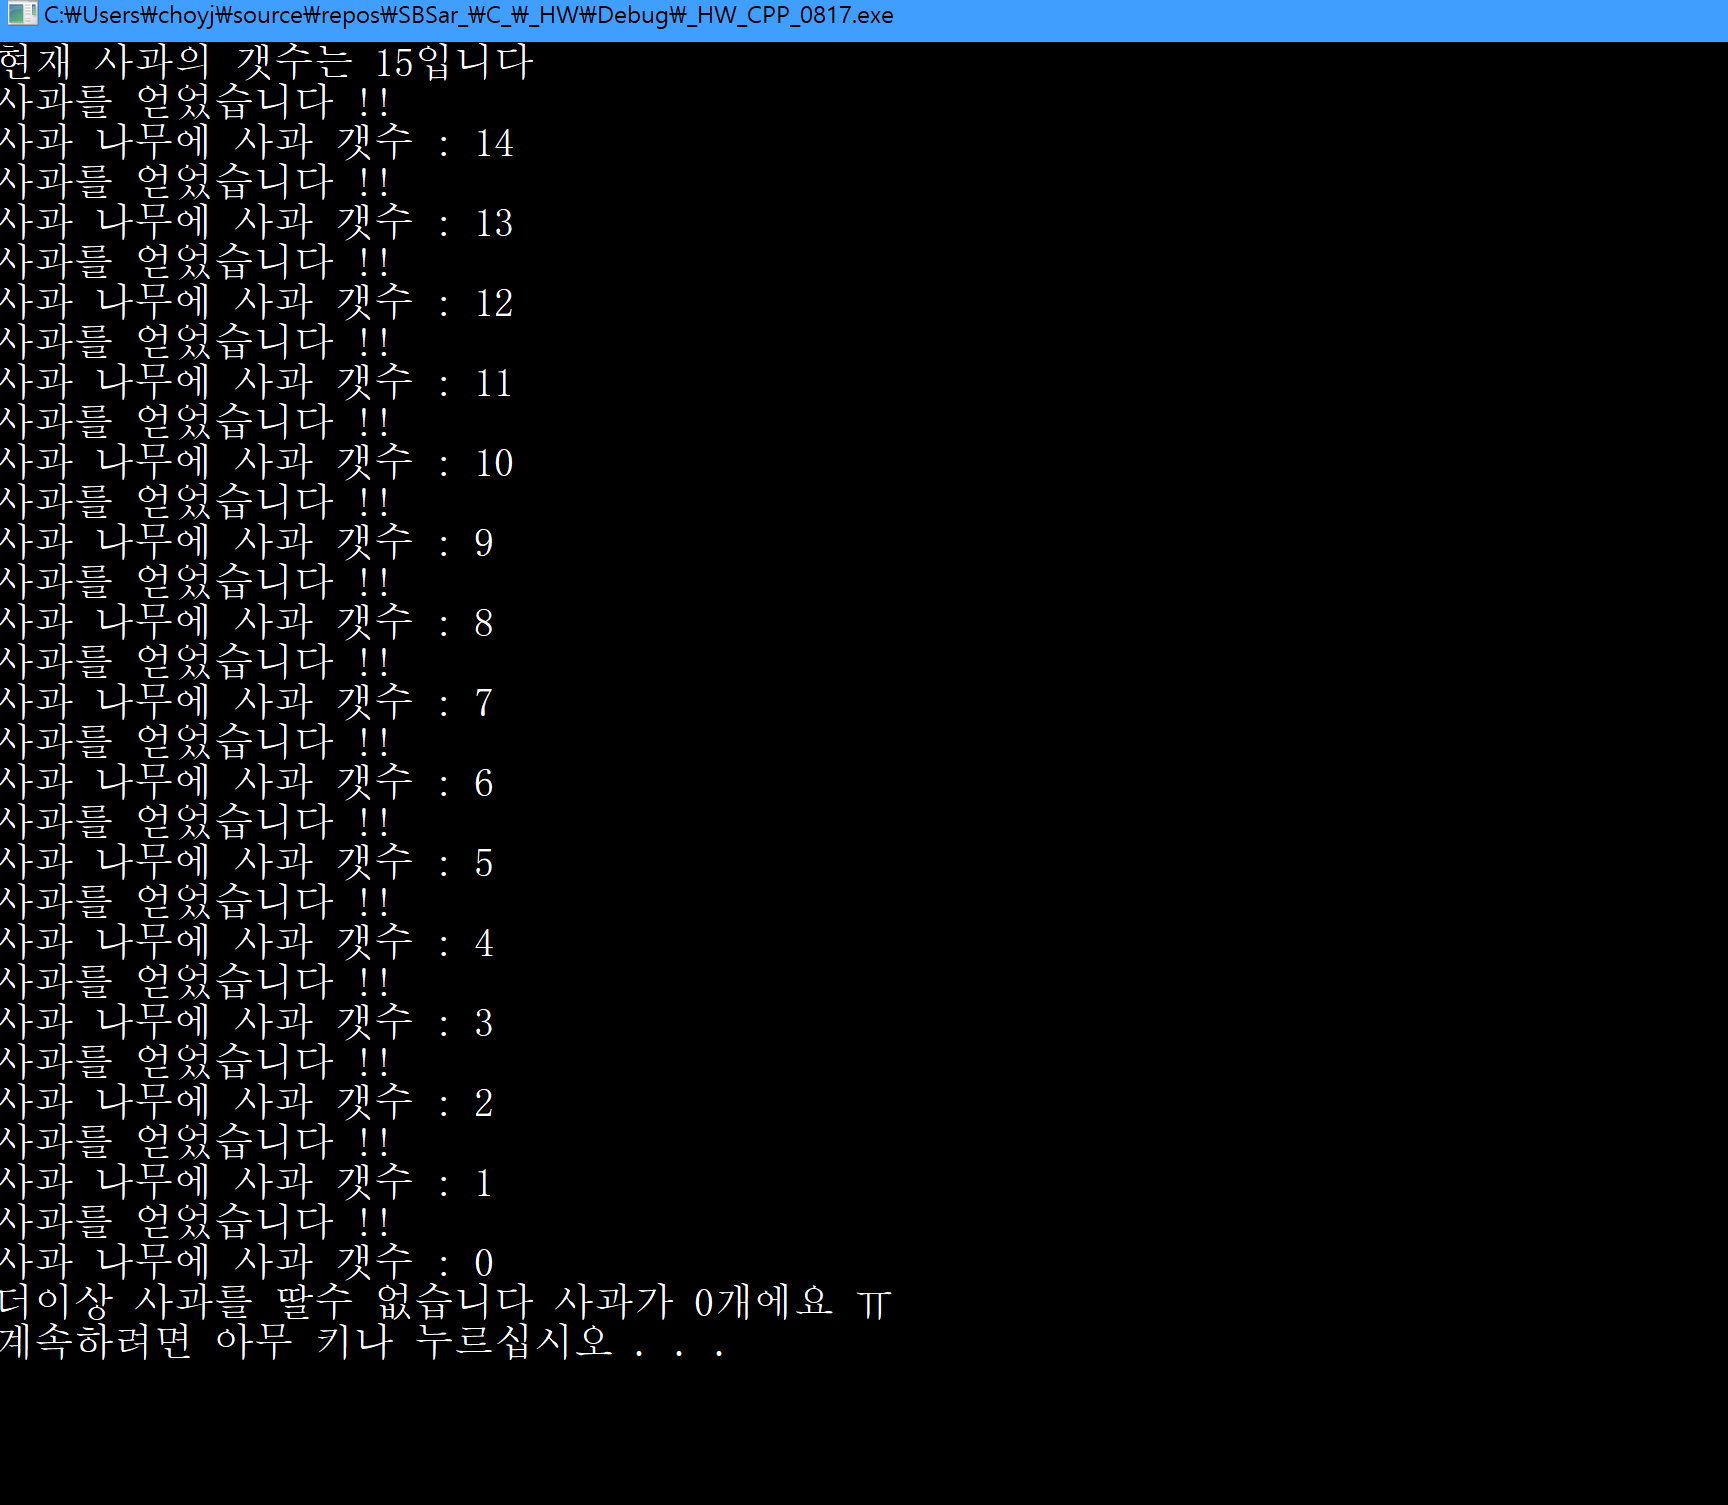 C:₩Users₩choyj₩source₩repos₩SBSar_₩C_₩_HW₩Debug₩_HW_CPP_0817.exe
현재 사과의 갯수는 15입니다
사과를 얻었습니다 !!
사과 나무에 사과 갯수 : 14
사과를 얻었습니다 !!
사과 나무에 사과 갯수 : 13
사과를 얻었습니다 !!
사과 나무에 사과 갯수 : 12
사과를 얻었습니다 !!
사과 나무에 사과 갯수 : 11
사과를 얻었습니다 !!
사과 나무에 사과 갯수 : 10
사과를 얻었습니다 !!
사과 나무에 사과 갯수 : 9
사과를 얻었습니다 !!
사과 나무에 사과 갯수 : 8
사과를 얻었습니다 !!
사과 나무에 사과 갯수 : 7
사과를 얻었습니다 !!
사과 나무에 사과 갯수 : 6
사과를 얻었습니다 !!
사과 나무에 사과 갯수 : 5
사과를 얻었습니다 !!
사과 나무에 사과 갯수 : 4
사과를 얻었습니다 !!
사과 나무에 사과 갯수 : 3
사과를 얻었습니다 !!
사과 나무에 사과 갯수 : 2
사과를 얻었습니다 !!
사과 나무에 사과 갯수 : 1
사과를 얻었습니다 !!
사과 나무에 사과 갯수 : 0
더이상 사과를 딸수 없습니다 사과가 0개에요 ㅠ
계속하려면 아무 키나 누르십시오 . . .